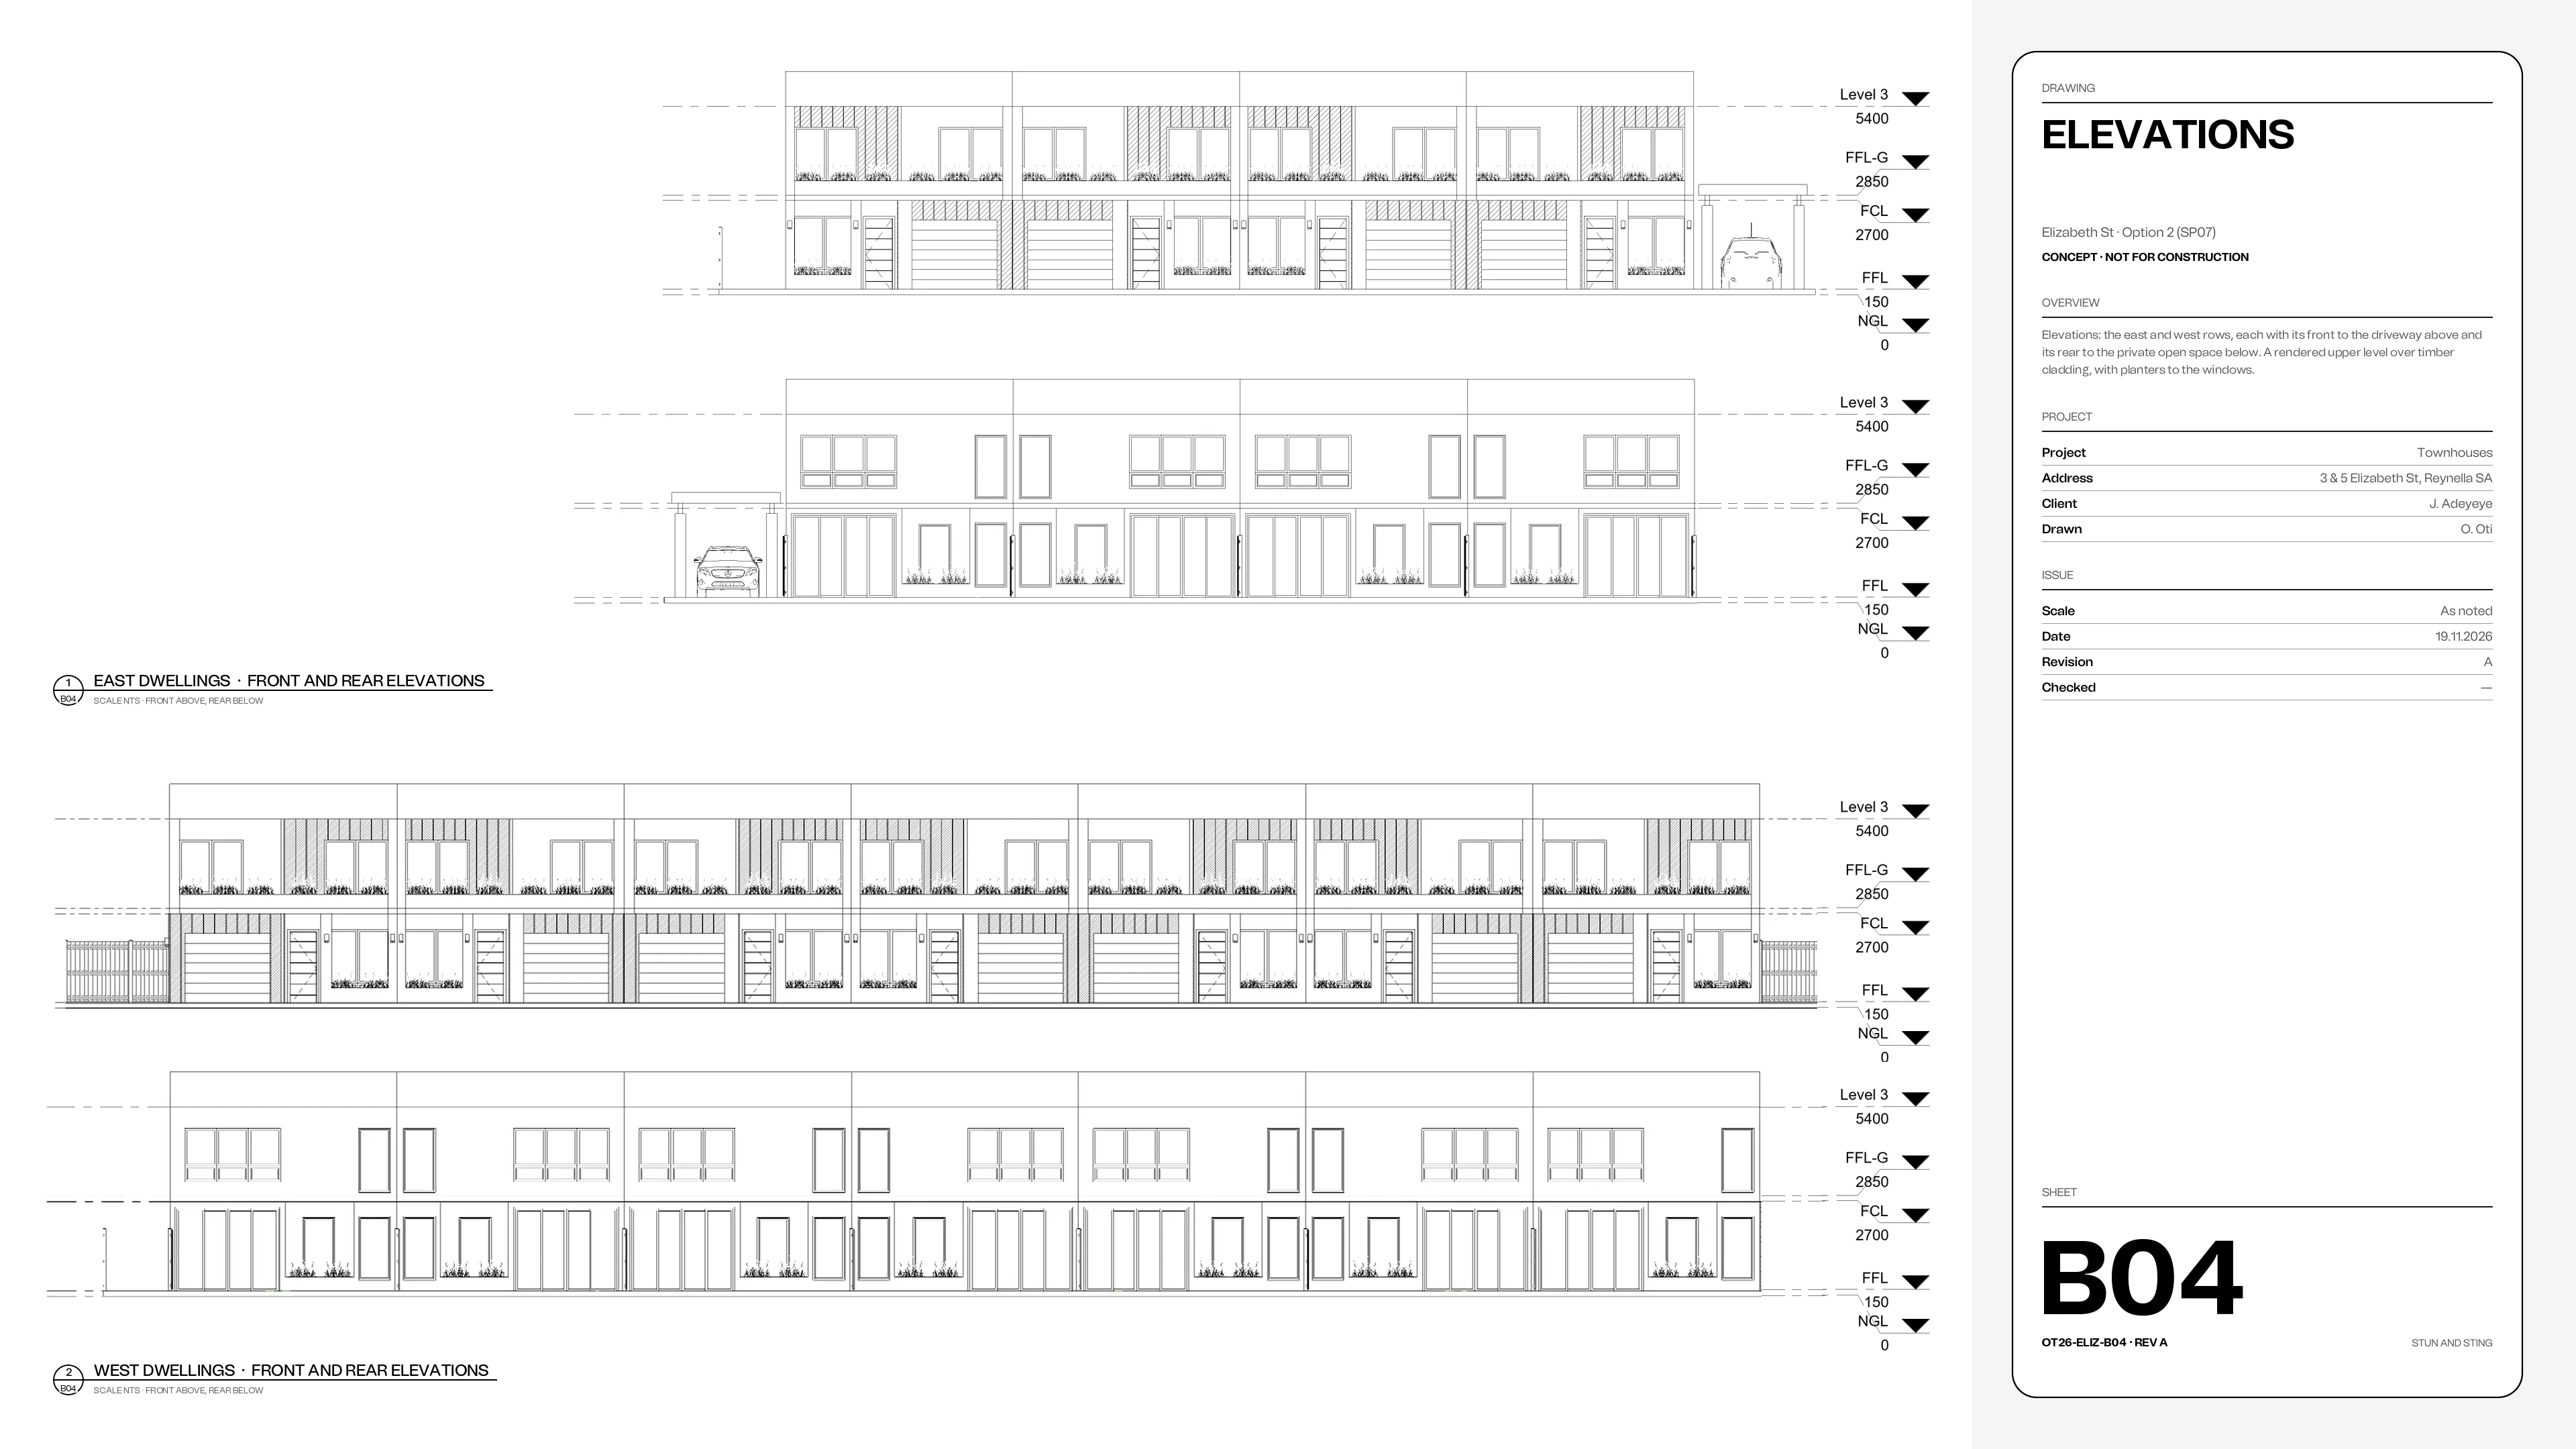 Level 3
5400
FFL-G
2850
FCL
2700
FFL
150
NGL
0
Level 3
5400
FFL-G
2850
FCL
2700
FFL
150
NGL
0
1
B04
EAST DWELLINGS · FRONT AND REAR ELEVATIONS
SCALE NTS · FRONT ABOVE, REAR BELOW
Level 3
5400
FFL-G
2850
FCL
2700
FFL
150
NGL
0
Level 3
5400
FFL-G
2850
FCL
2700
FFL
150
NGL
0
2
B04
WEST DWELLINGS · FRONT AND REAR ELEVATIONS
SCALE NTS · FRONT ABOVE, REAR BELOW
DRAWING
ELEVATIONS
Elizabeth St · Option 2 (SP07)
CONCEPT · NOT FOR CONSTRUCTION
OVERVIEW
Elevations: the east and west rows, each with its front to the driveway above and
its rear to the private open space below. A rendered upper level over timber
cladding, with planters to the windows.
PROJECT
Project Townhouses
Address 3 & 5 Elizabeth St, Reynella SA
Client J. Adeyeye
Drawn O. Oti
ISSUE
Scale As noted
Date 19.11.2026
Revision A
Checked —
SHEET
B04
OT26-ELIZ-B04 · REV A STUN AND STING